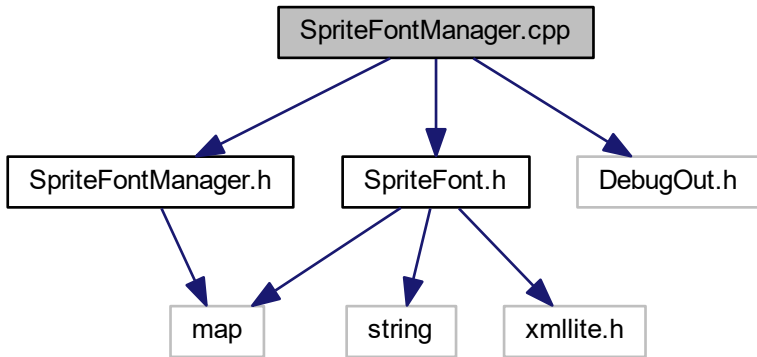 SpriteFontManager.cpp
SpriteFontManager.h
SpriteFont.h
DebugOut.h
map
string
xmllite.h